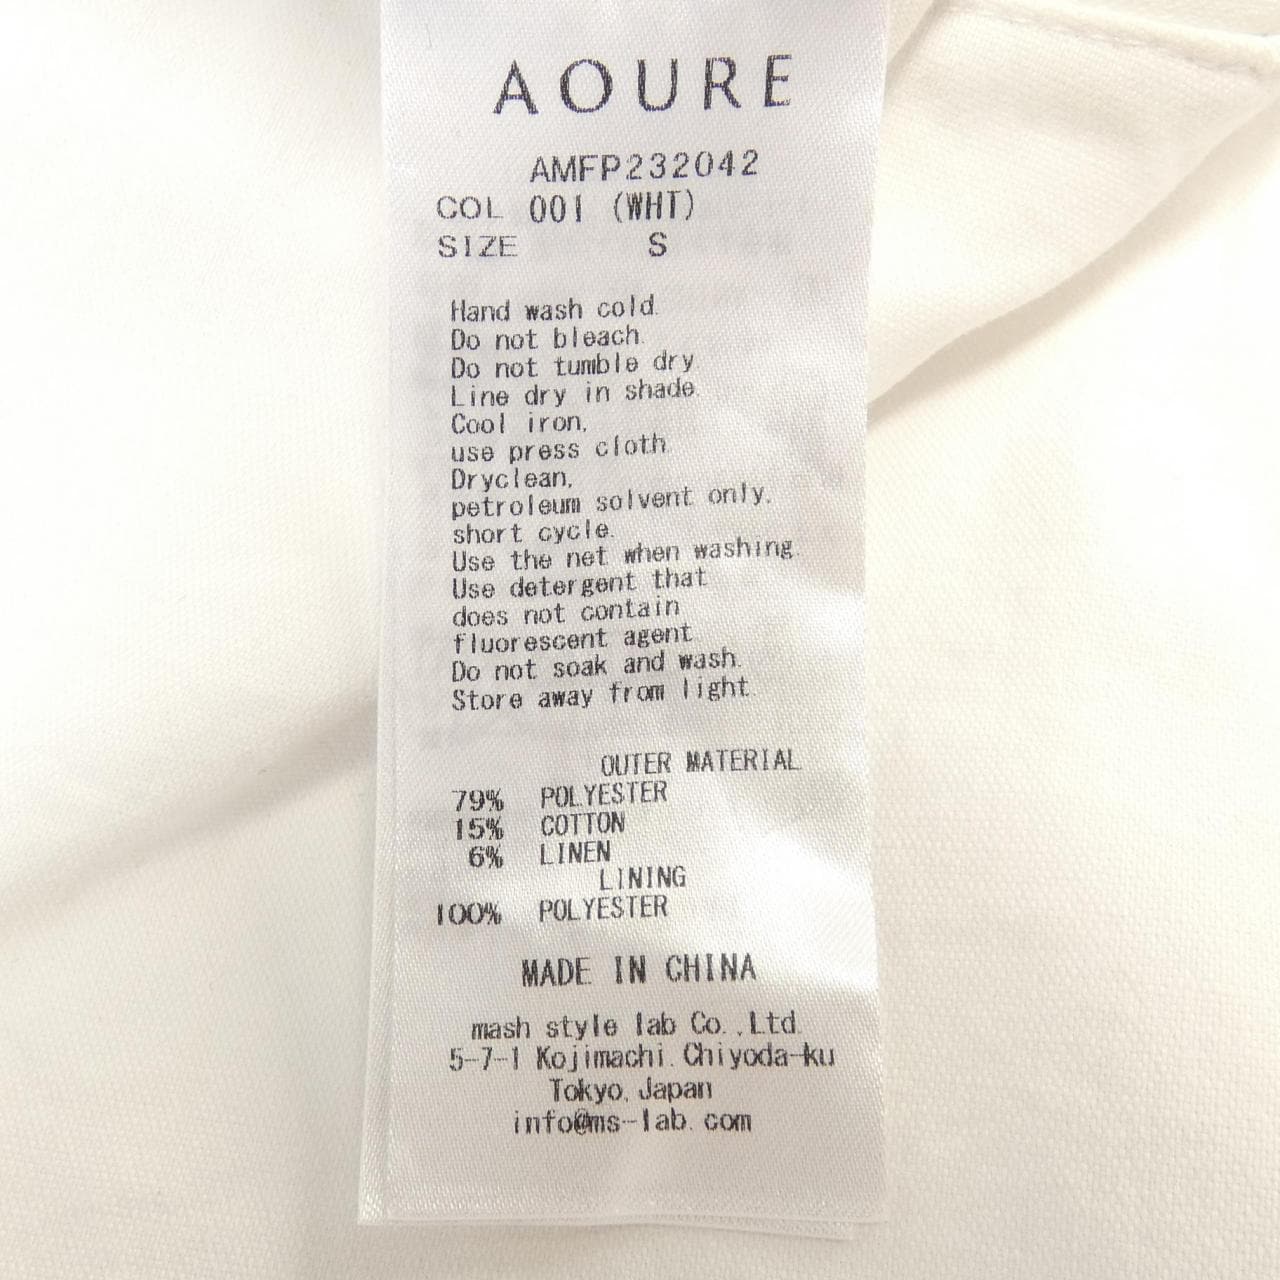 AOURE
AMFP232042
COL 001 (WHT)
SIZE S
Hand wash cold.
Do not bleach.
Do not tumble dry
Line dry in shade.
Cool iron,
use press cloth.
Dryclean,
petroleum solvent only,
short cycle.
Use the net when washing.
Use detergent that
does not contain
fluorescent agent.
Do not soak and wash.
Store away from light.
OUTER MATERIAL
79% POLYESTER
15% COTTON
6% LINEN
LINING
100% POLYESTER
MADE IN CHINA
mash style lab Co.,Ltd.
5-7-1 Kojimachi.Chiyoda-ku
Tokyo,Japan
info@ms-lab.com